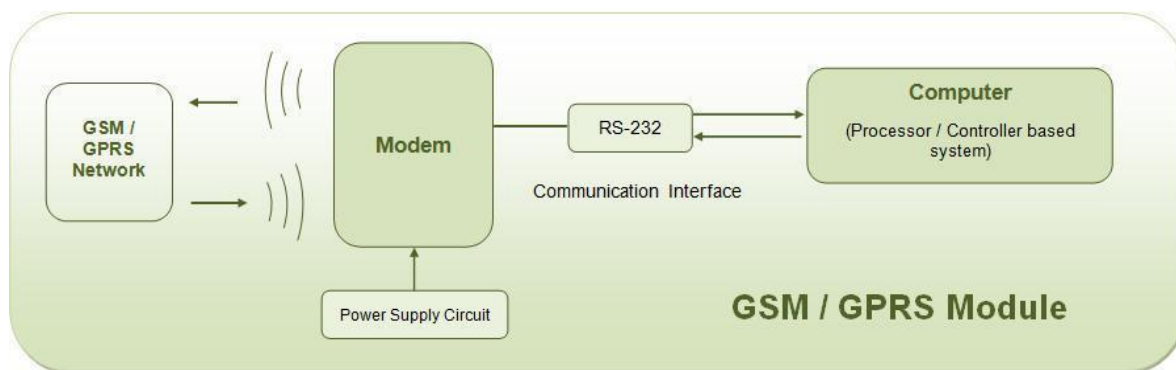 GSM /
GPRS
Network
Modem
RS-232
Communication Interface
Computer
(Processor / Controller based
system)
Power Supply Circuit
GSM / GPRS Module